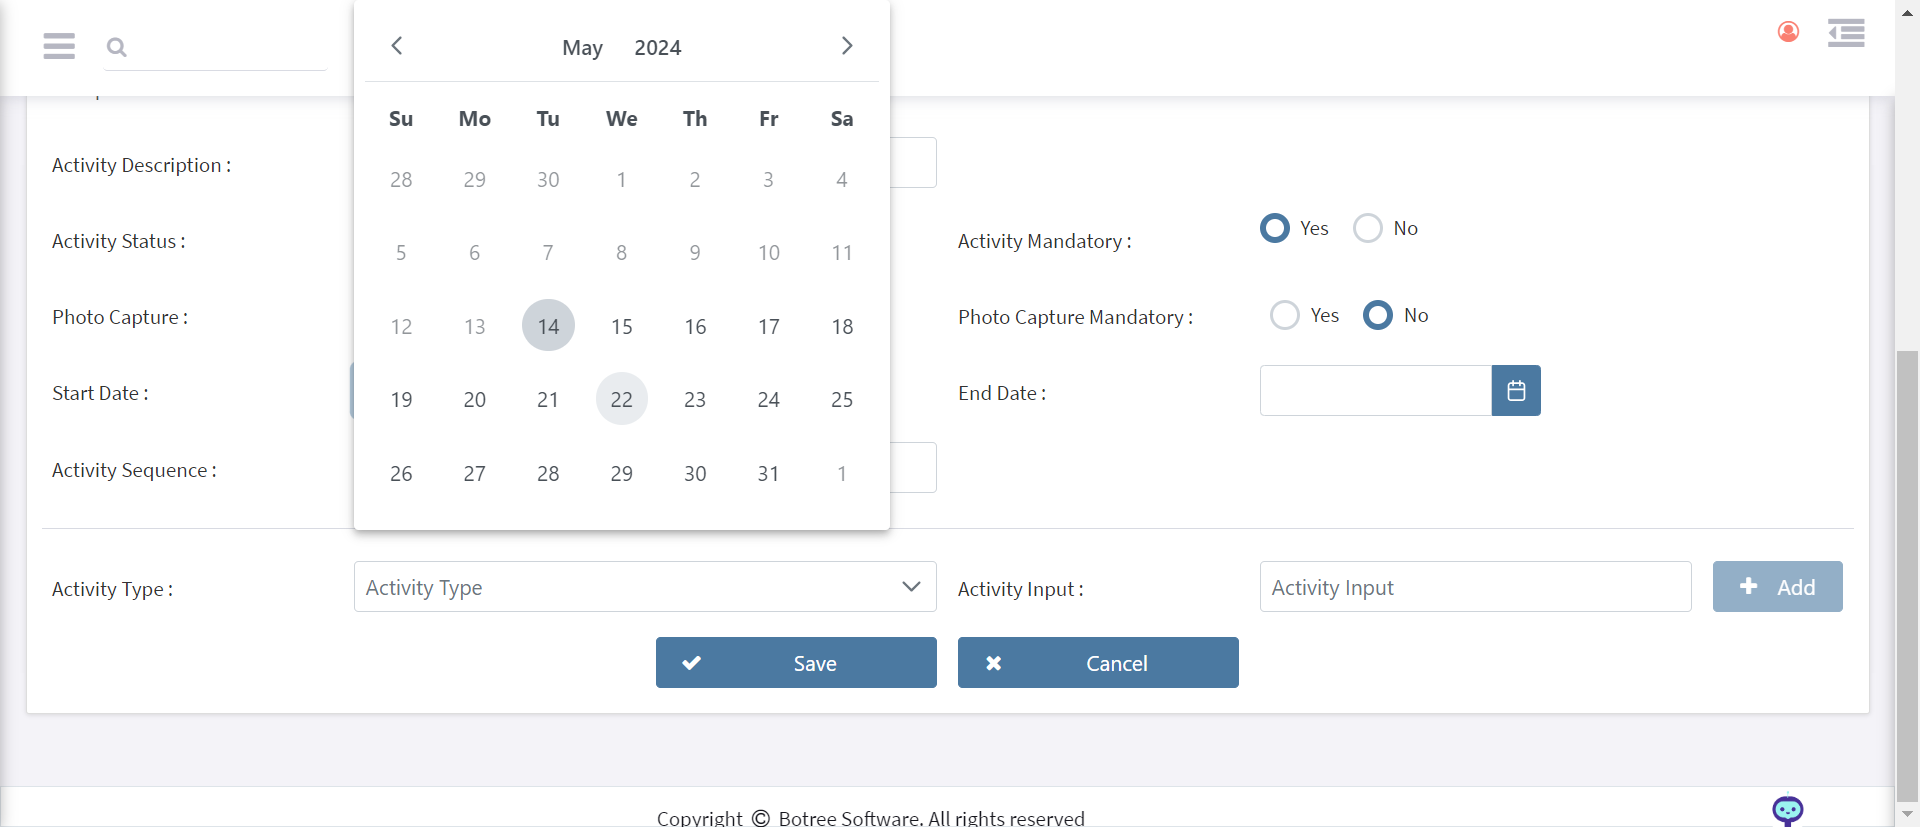 May 2024
Su Mo Tu We Th Fr Sa
28 29 30 1 2 3 4
5 6 7 8 9 10 11
12 13 14 15 16 17 18
19 20 21 22 23 24 25
26 27 28 29 30 31 1
Activity Description :
Activity Status :
Activity Mandatory : Yes No
Photo Capture :
Photo Capture Mandatory : Yes No
Start Date :
End Date :
Activity Sequence :
Activity Type : Activity Type
Activity Input : Activity Input
Add
Save
Cancel
Copyright © Botree Software. All rights reserved